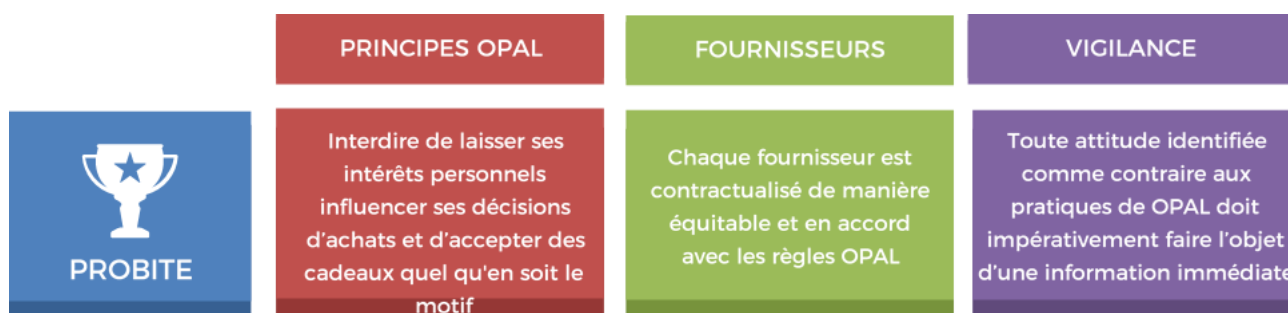 PRINCIPES OPAL
FOURNISSEURS
VIGILANCE
PROBITE
Interdire de laisser ses
intérêts personnels
influencer ses décisions
d'achats et d'accepter des
cadeaux quel qu'en soit le
motif
Chaque fournisseur est
contractualisé de manière
équitable et en accord
avec les règles OPAL
Toute attitude identifiée
comme contraire aux
pratiques de OPAL doit
impérativement faire l'objet
d'une information immédiate